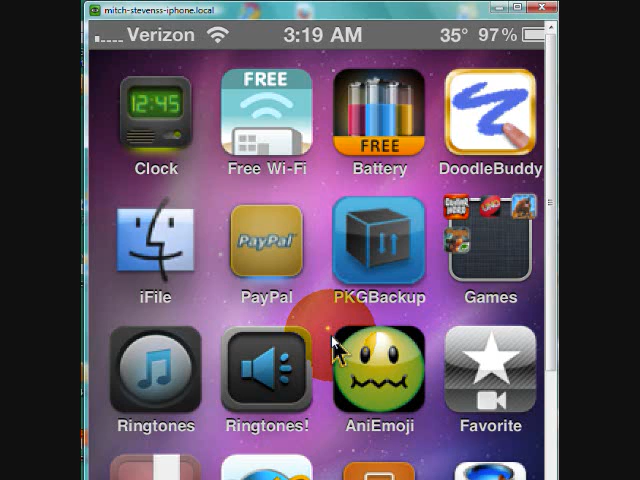 mitch-stevenss-iphone.local
Verizon 3:19 AM 35° 97%
12:45 FREE FREE
Clock Free Wi-Fi Battery DoodleBuddy
PayPal UNO
iFile PayPal PKGBackup Games
Ringtones Ringtones! AniEmoji Favorite